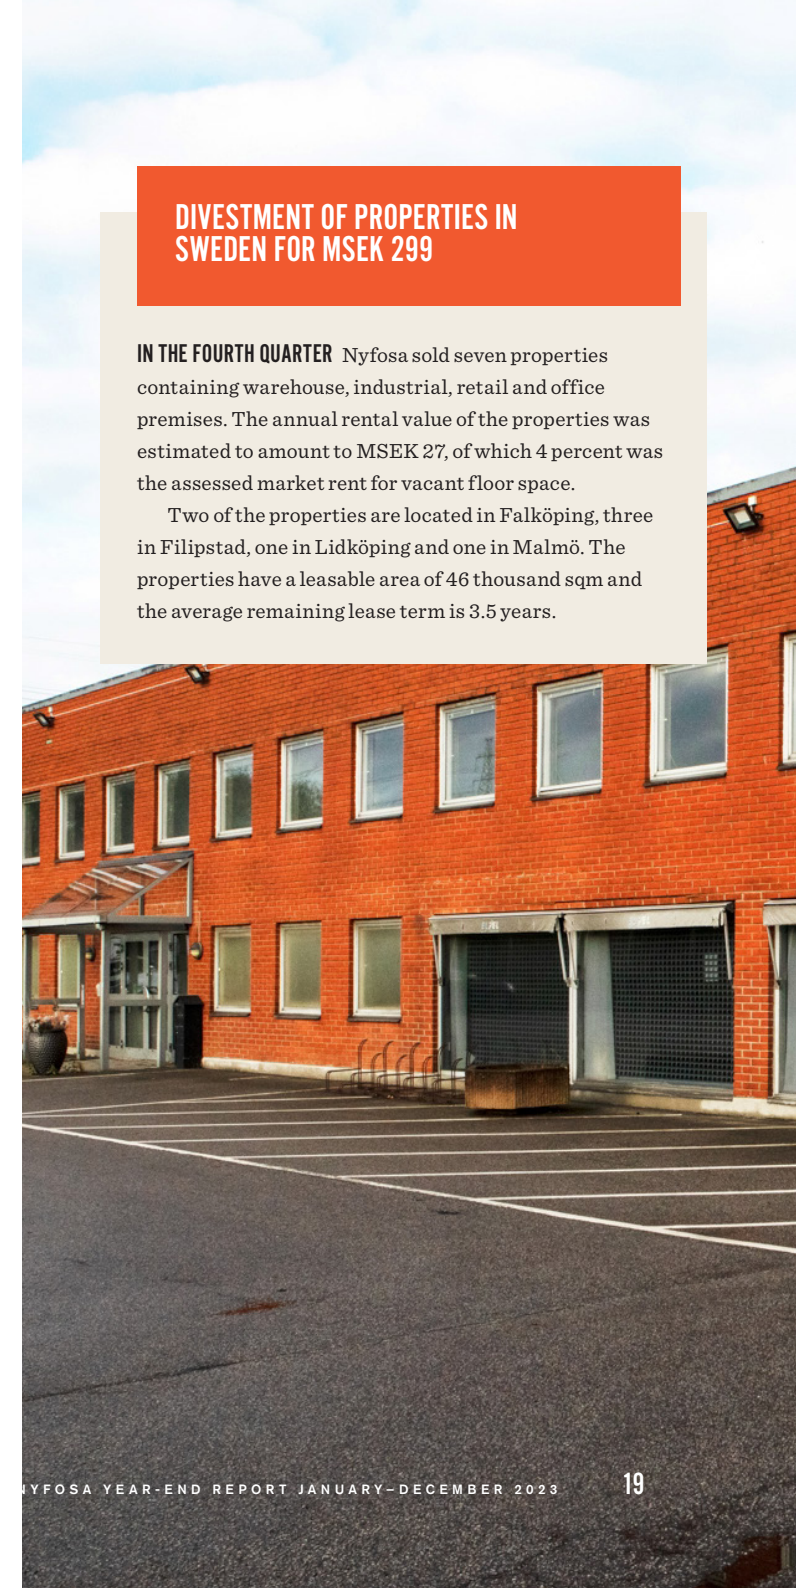 DIVESTMENT OF PROPERTIES IN
SWEDEN FOR MSEK 299
IN THE FOURTH QUARTER Nyfosa sold seven properties
containing warehouse, industrial, retail and office
premises. The annual rental value of the properties was
estimated to amount to MSEK 27, of which 4 percent was
the assessed market rent for vacant floor space.
Two of the properties are located in Falköping, three
in Filipstad, one in Lidköping and one in Malmö. The
properties have a leasable area of 46 thousand sqm and
the average remaining lease term is 3.5 years.
NYFOSA YEAR-END REPORT JANUARY–DECEMBER 2023 19